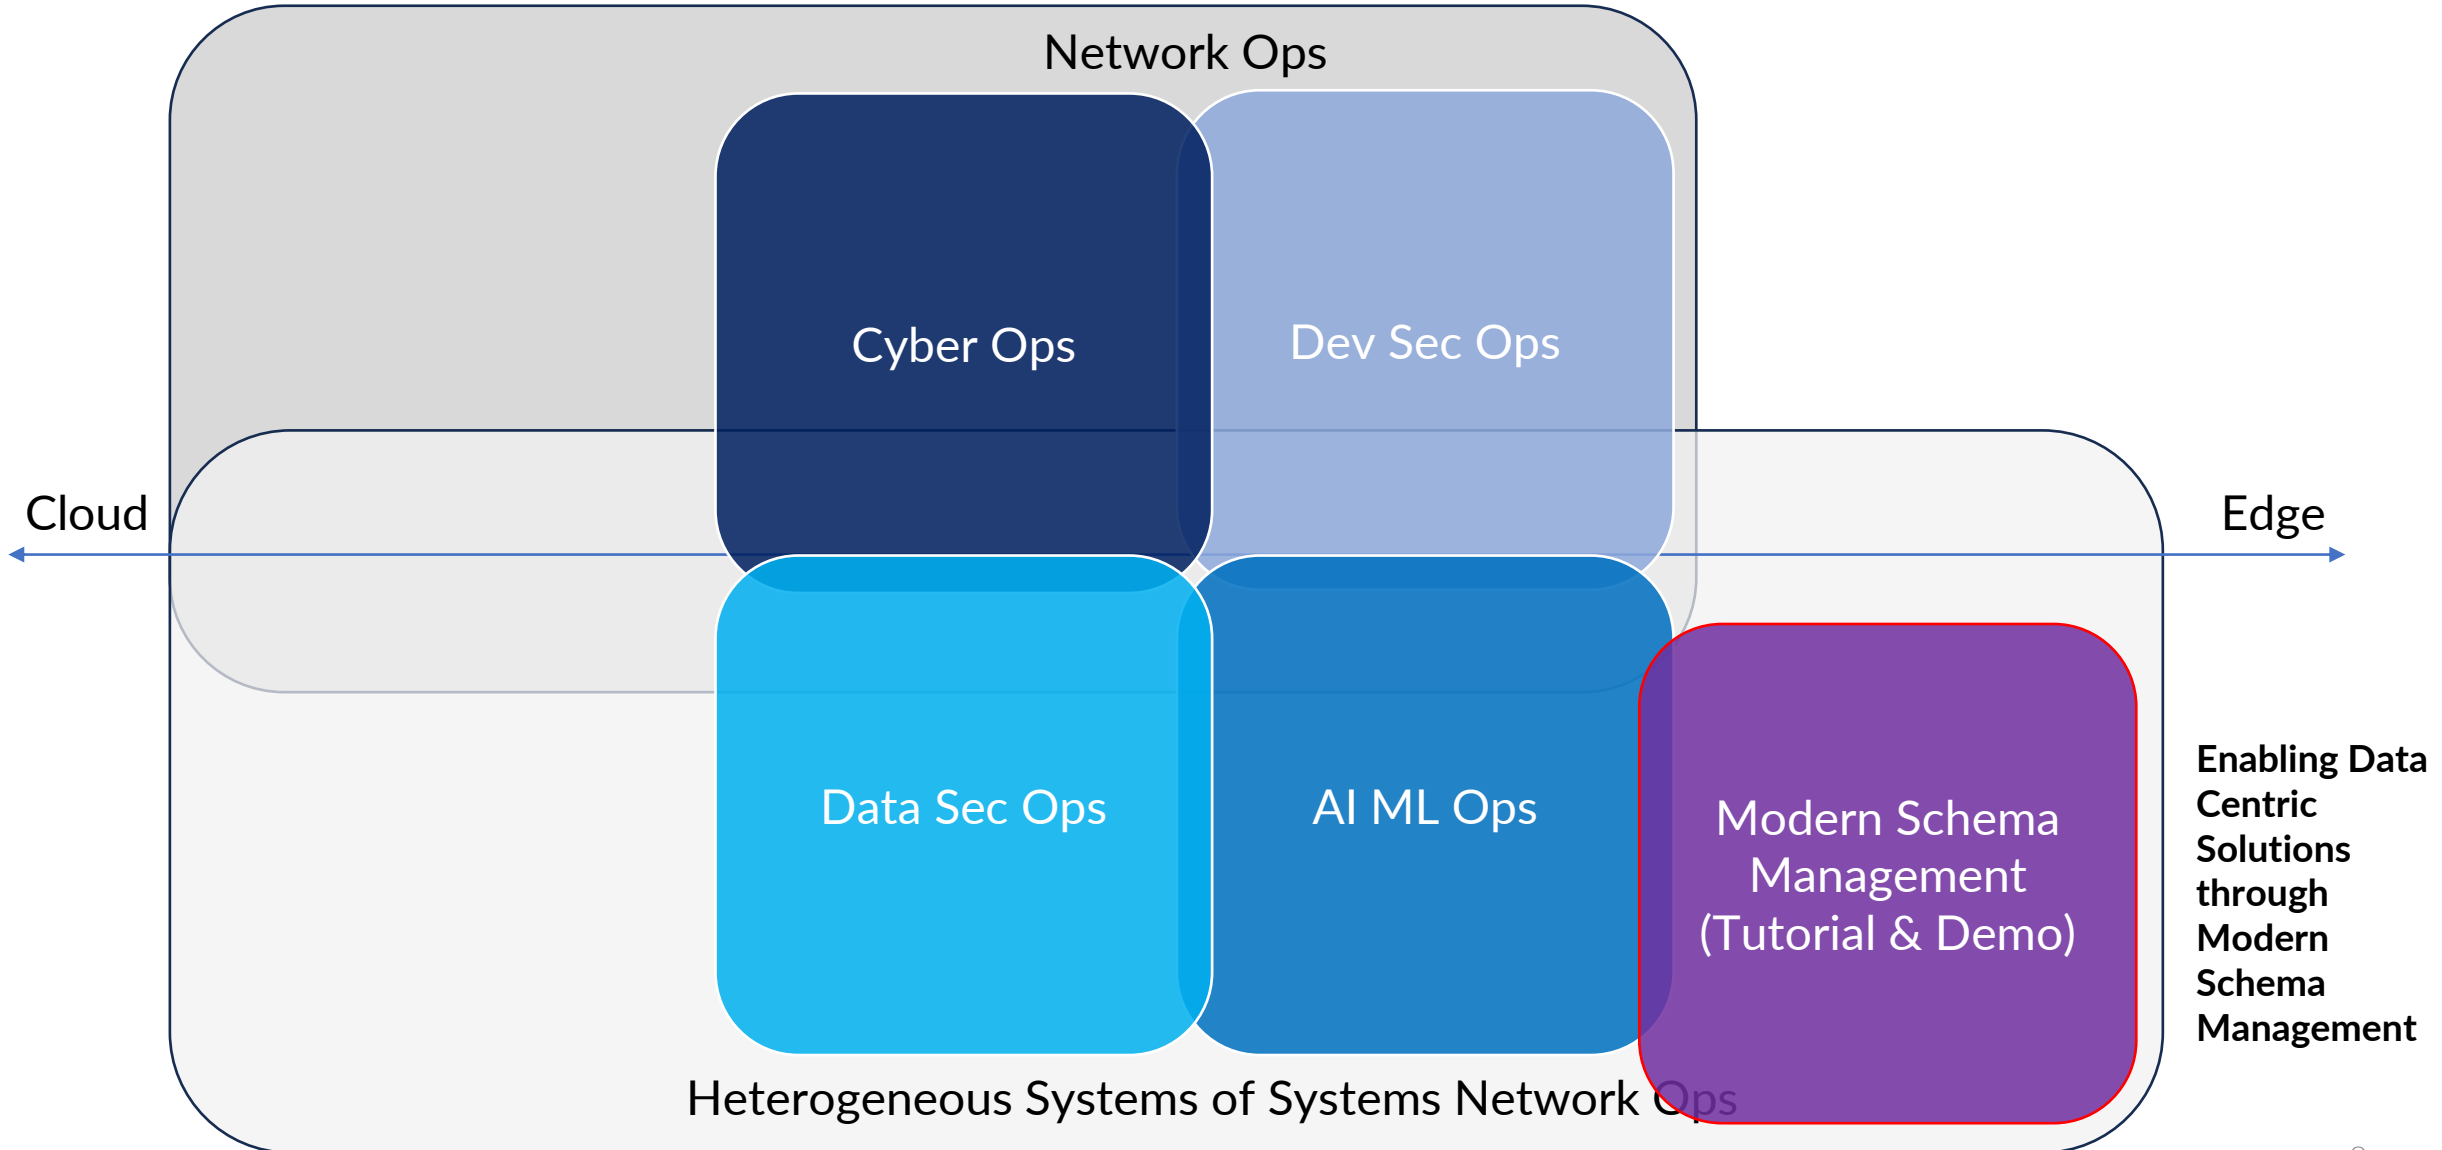 Network Ops
Cyber Ops
Dev Sec Ops
Cloud
Edge
Data Sec Ops
AI ML Ops
Modern Schema
Management
(Tutorial & Demo)
Enabling Data
Centric
Solutions
through
Modern
Schema
Management
Heterogeneous Systems of Systems Network Ops